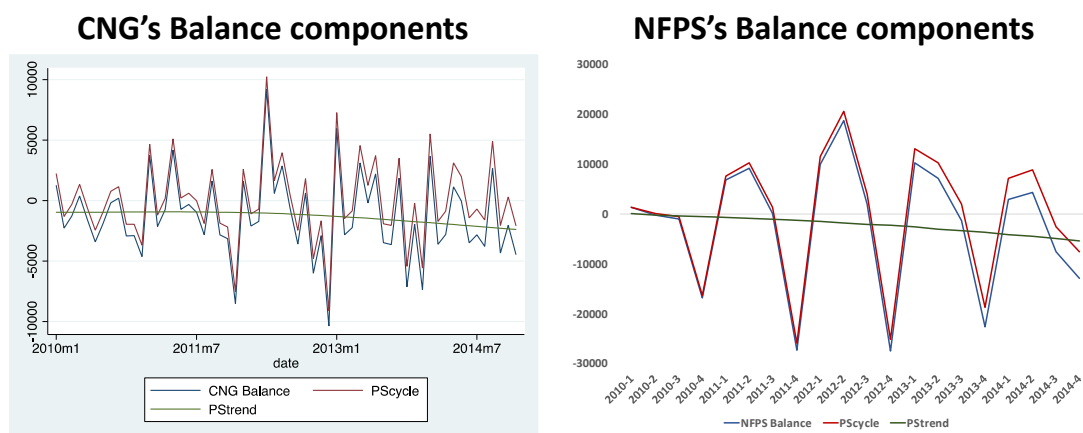 CNG's Balance components
10000
5000
0
-5000
-10000
2010m1 2011m7 2013m1 2014m7
date
CNG Balance PScycle
PStrend
NFPS's Balance components
30000
20000
10000
0
-10000
-20000
-30000
2010-1 2010-2 2010-3 2010-4 2011-1 2011-2 2011-3 2011-4 2012-1 2012-2 2012-3 2012-4 2013-1 2013-2 2013-3 2013-4 2014-1 2014-2 2014-3 2014-4
NFPS Balance PScycle PStrend